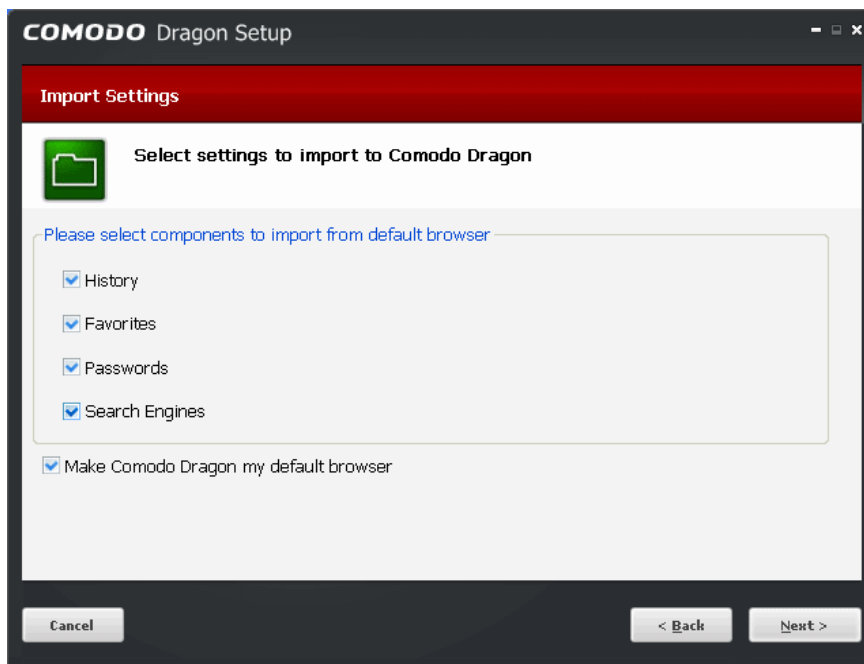 COMODO Dragon Setup
Import Settings
Select settings to import to Comodo Dragon
Please select components to import from default browser
History
Favorites
Passwords
Search Engines
Make Comodo Dragon my default browser
Cancel
< Back
Next >